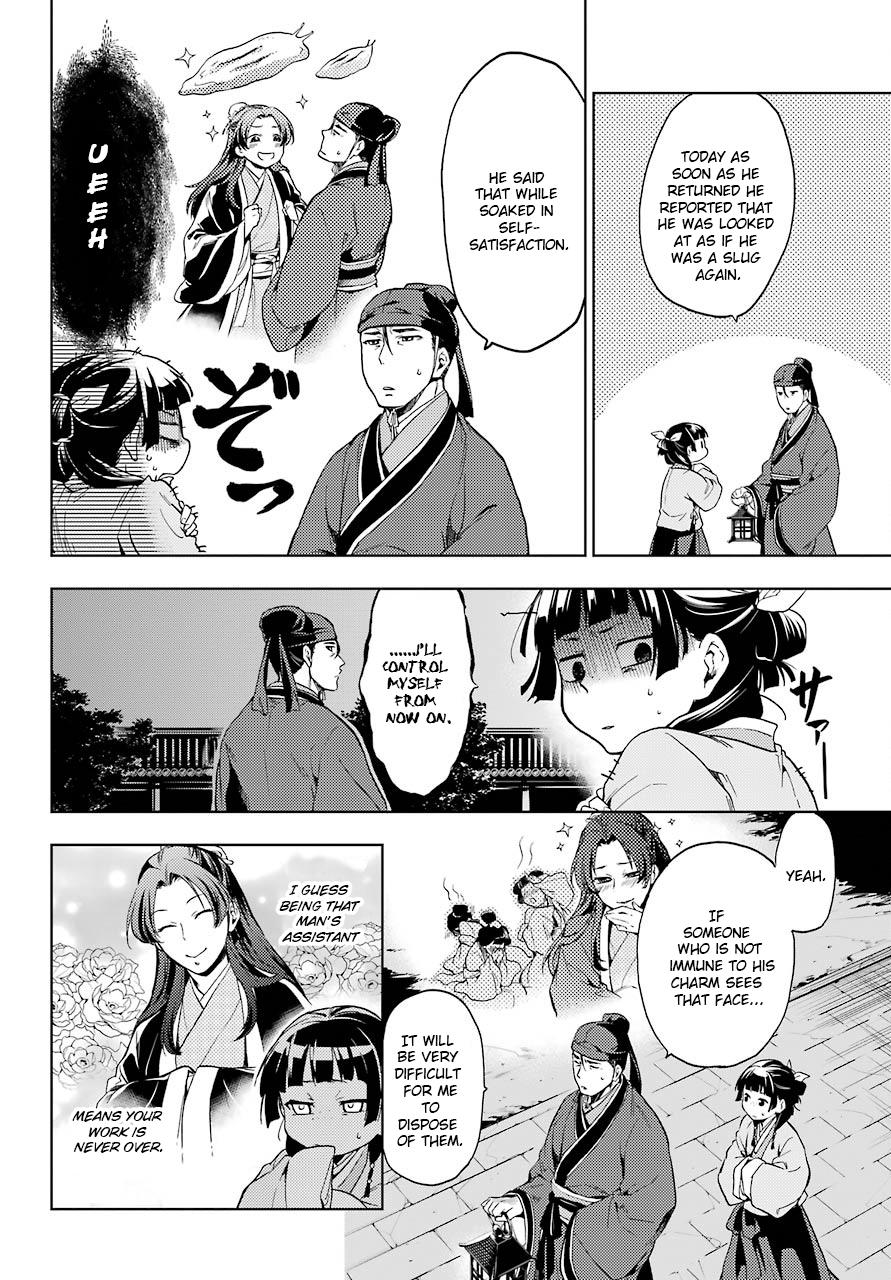 TODAY AS
SOON AS HE
RETURNED HE
REPORTED THAT
HE WAS LOOKED
AT AS IF HE
WAS A SLUG
AGAIN.
HE SAID
THAT WHILE
SOAKED IN
SELF-
SATISFACTION.
ぞっ
UEEEH
サァー
......I'LL
CONTROL
MYSELF
FROM
NOW ON.
YEAH.
IF
SOMEONE
WHO IS NOT
IMMUNE TO HIS
CHARM SEES
THAT FACE...
IT WILL
BE VERY
DIFFICULT
FOR ME
TO
DISPOSE
OF THEM.
I GUESS
BEING THAT
MAN'S
ASSISTANT
MEANS YOUR
WORK IS
NEVER OVER.